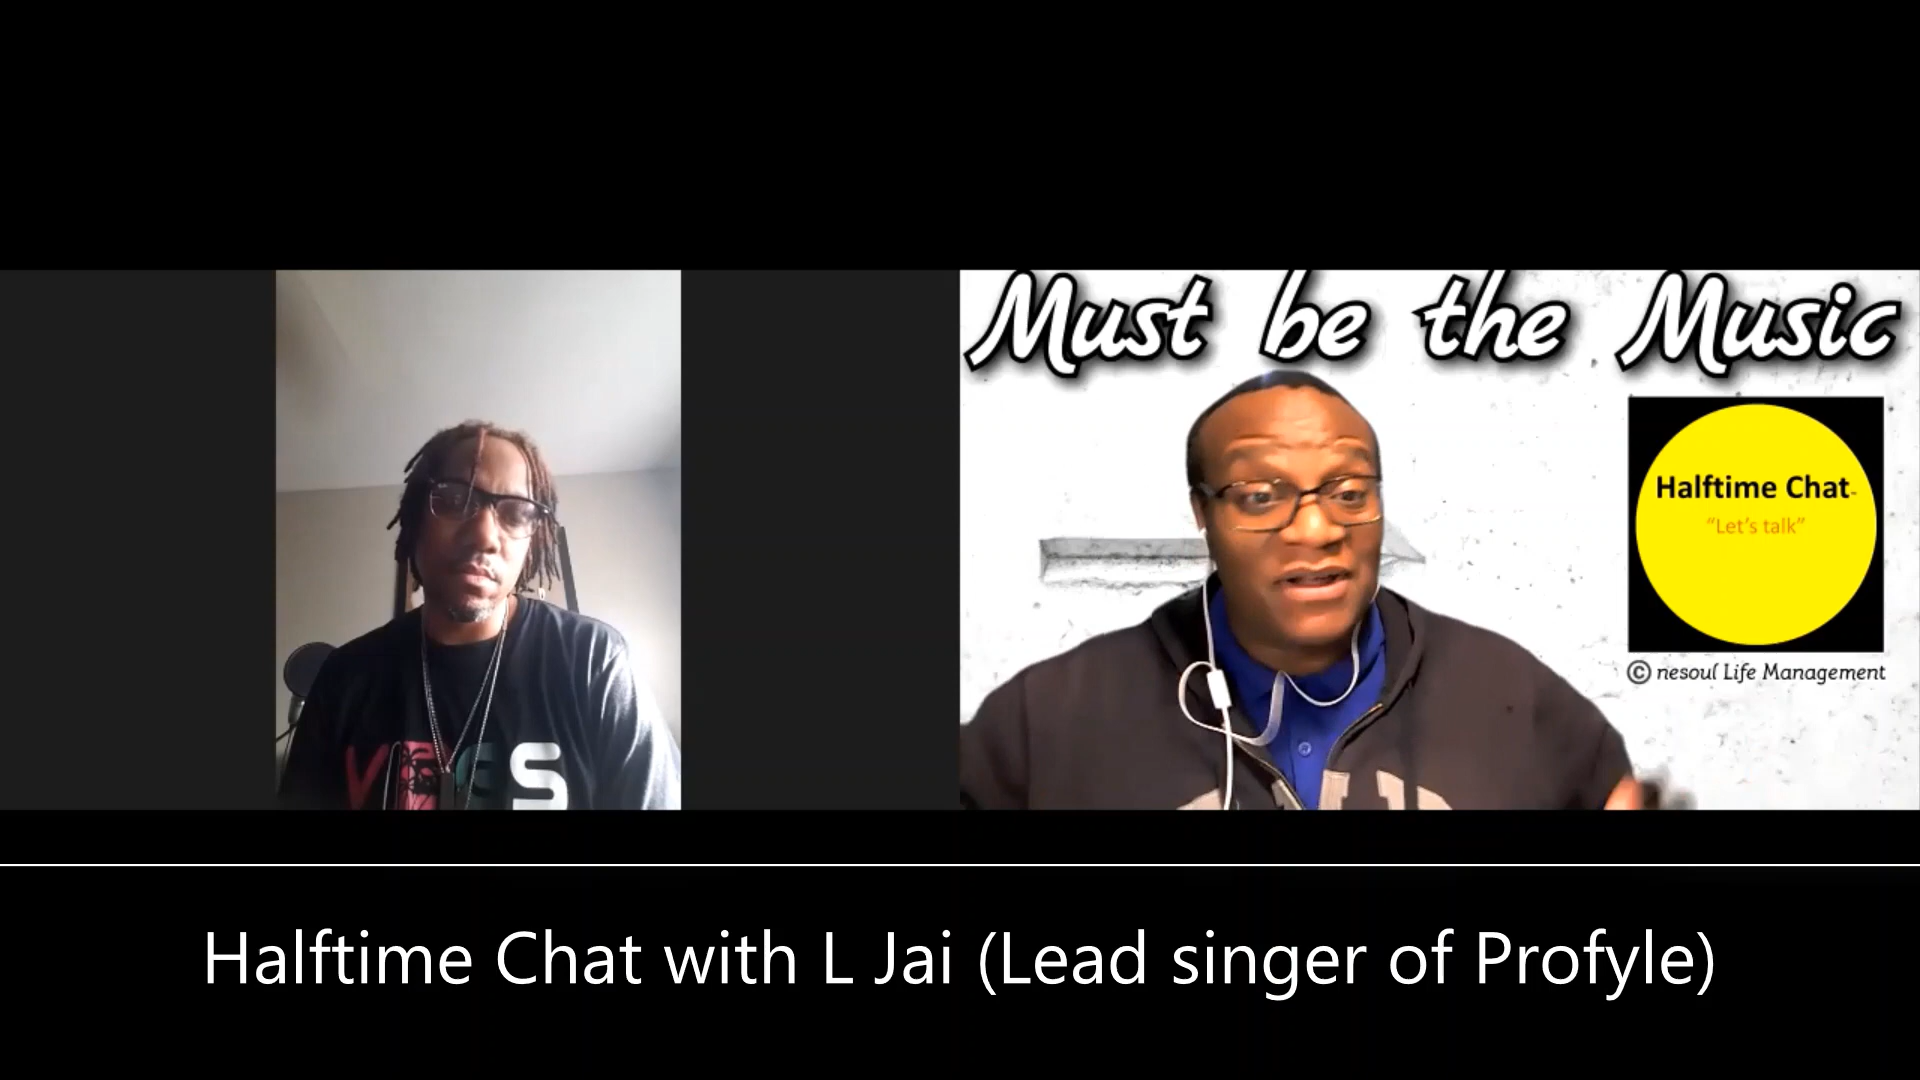 Must be the Music
Halftime Chat
"Let's talk"
© nesoul Life Management
VIBES
Halftime Chat with L Jai (Lead singer of Profyle)